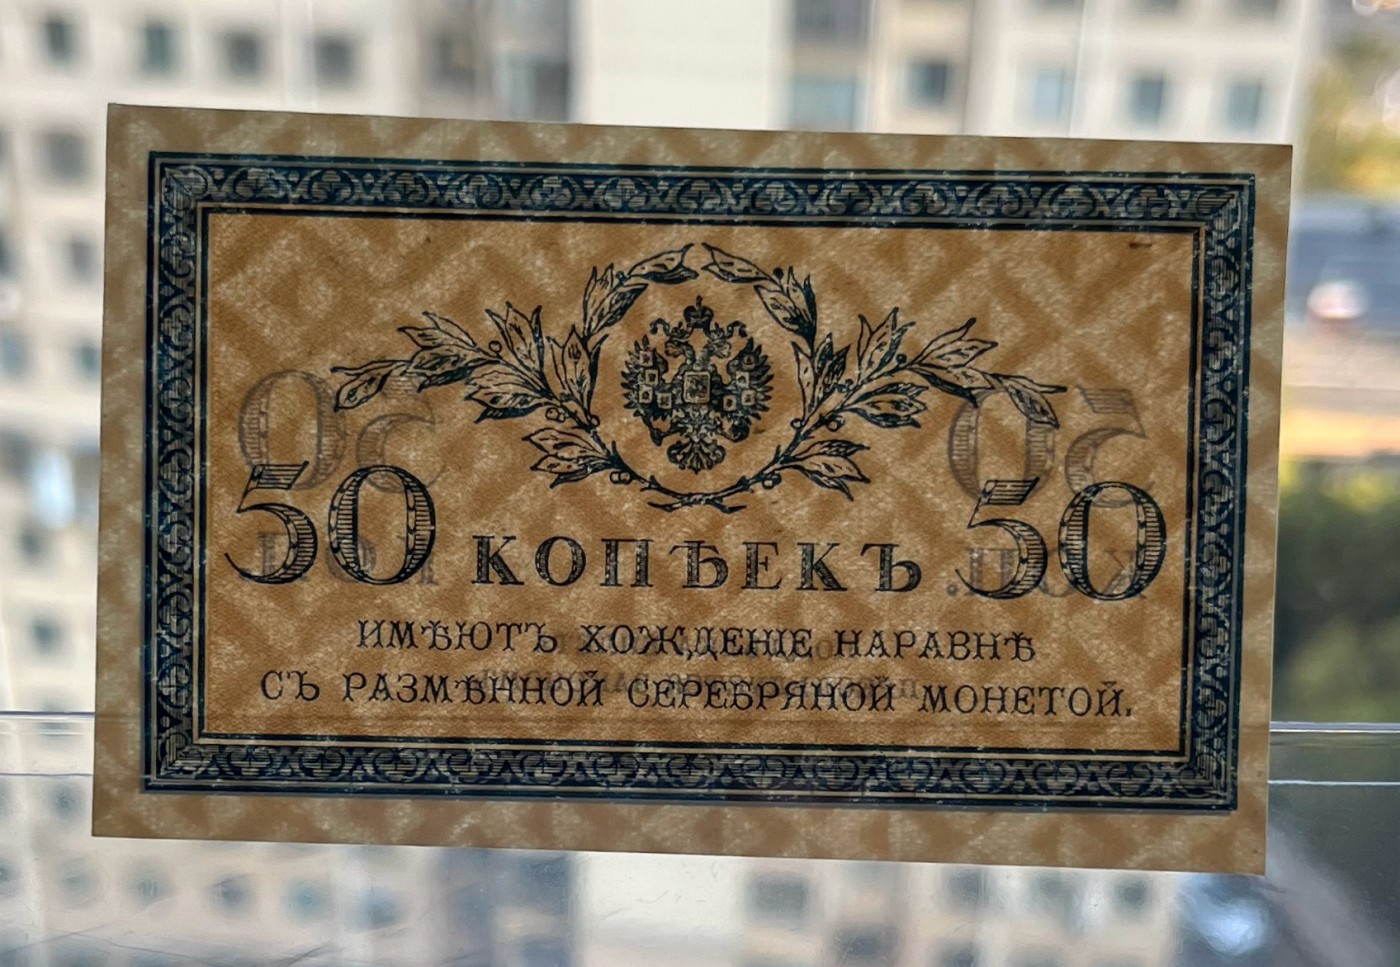 50 КОПѢЕКЪ 50
ИМѢЮТЪ ХОЖДЕНІЕ НАРАВНѢ
СЪ РАЗМѢННОЙ СЕРЕБРЯНОЙ МОНЕТОЙ.